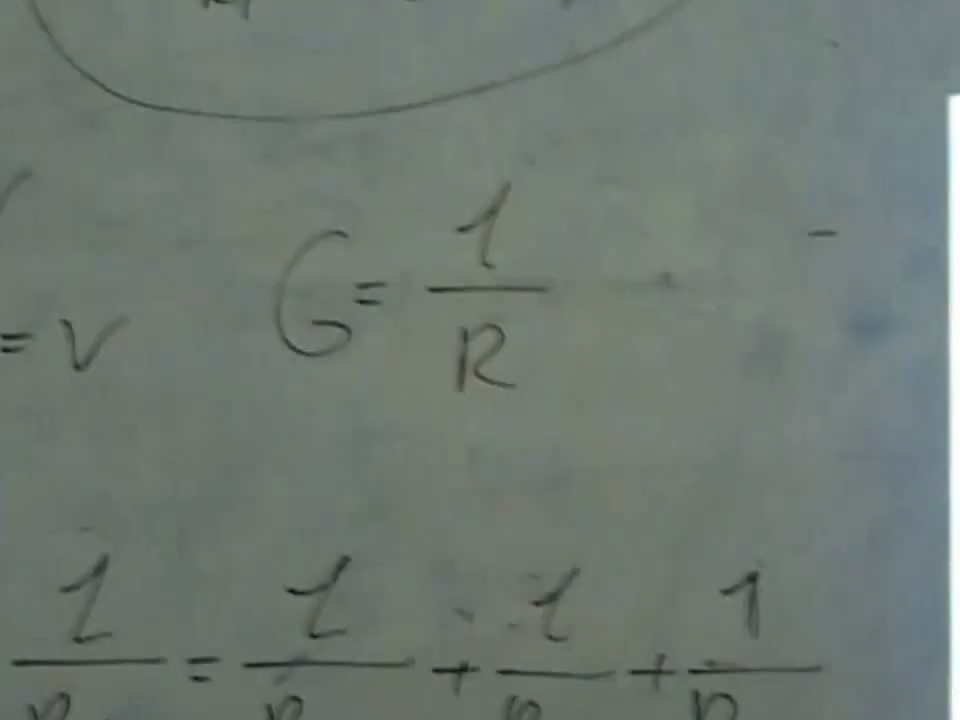 = V G = 1/R
1/R = 1/R + 1/R + 1/R